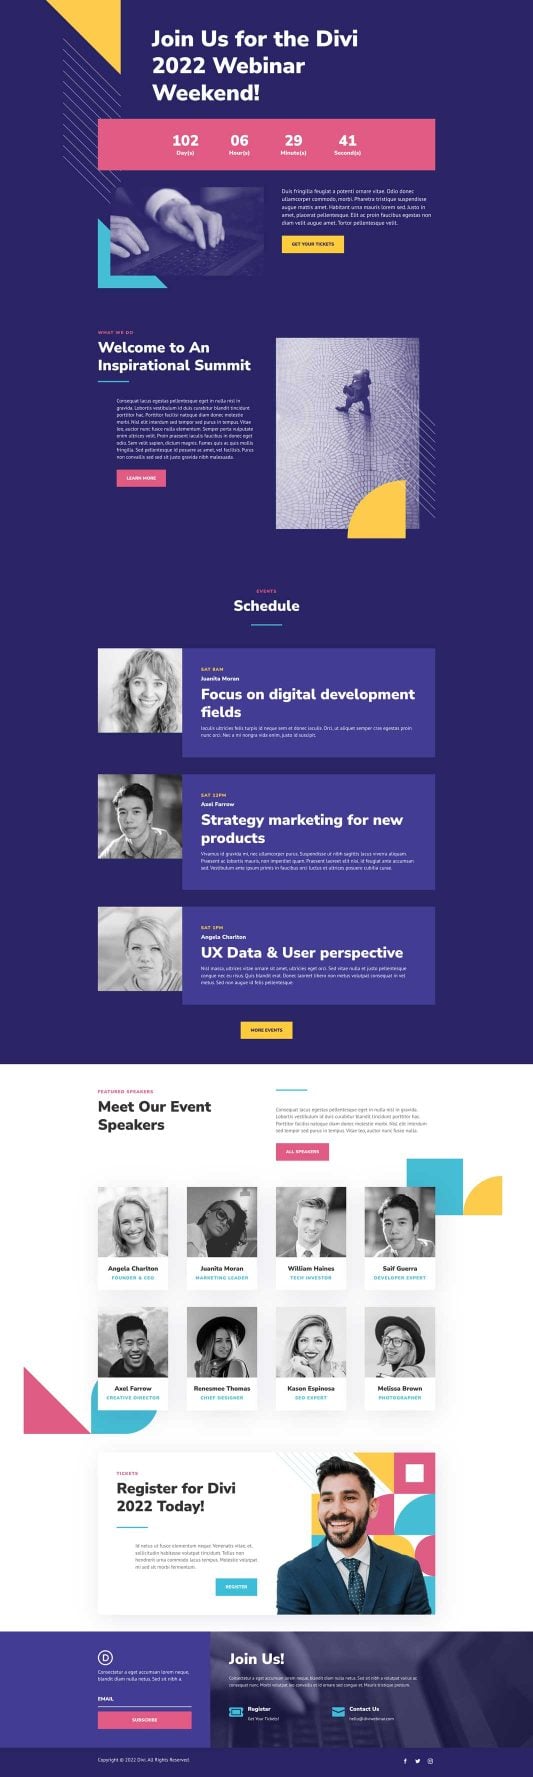 Join Us for the Divi
2022 Webinar
Weekend!
102
06
29
41
Day(s)
Hour(s)
Minute(s)
Second(s)
Duis fringilla feugiat a potenti ornare vitae. Odio donec
ullamcorper commodo, morbi. Pharetra tristique suspendisse
augue mattis amet. Habitant urna mauris lorem sed. Justo in
amet, placerat pellentesque. Elit ac proin faucibus egestas non
diam velit augue amet. Tortor pellentesque velit.
GET YOUR TICKETS
WHAT WE DO
Welcome to An
Inspirational Summit
Consequat lacus egestas pellentesque eget in nulla nisl in
gravida. Lobortis vestibulum id duis curabitur blandit tincidunt
porttitor hac. Porttitor facilisi natoque diam donec molestie
morbi. Nisl elit interdum sed tempor sed purus in tempus. Vitae
leo, auctor nunc fusce nulla elementum. Semper porta vulputate
enim ultrices velit. Proin praesent iaculis faucibus in donec eget
odio. Sem velit sapien, dictum magnis. Fames quis ac quis mollis
fringilla. Sed pellentesque id posuere ac amet, vel facilisis. Purus
non convallis sed sed sit justo gravida nibh malesuada.
LEARN MORE
EVENTS
Schedule
SAT 8AM
Juanita Moran
Focus on digital development
fields
Iaculis ultricies felis turpis id neque sem et donec iaculis. Orci, ut aliquet semper cras egestas proin
nunc orci. Nec a mi nongra vida enim, justo id suscipit.
SAT 12PM
Axel Farrow
Strategy marketing for new
products
Vivamus id gravida mi, nec ullamcorper purus. Suspendisse ut nibh sagittis lacus viverra aliquam.
Praesent ac lobortis mauris, non imperdiet quam. Praesent laoreet elit nisi, id feugiat ante accumsan
sed. Vestibulum ante ipsum primis in faucibus orci luctus et ultrices posuere cubilia curae.
SAT 1PM
Angela Charlton
UX Data & User perspective
Nisl massa, ultrices vitae ornare sit amet, ultricies eget orci. Sed vitae nulla et justo pellentesque
congue nec eu risus. Quis blandit erat. Donec laoreet libero non metus volutpat consequat in vel
metus. Sed non augue id felis pellentesque.
MORE EVENTS
FEATURED SPEAKERS
Meet Our Event
Speakers
Consequat lacus egestas pellentesque eget in nulla nisl in gravida.
Lobortis vestibulum id duis curabitur blandit tincidunt porttitor hac.
Porttitor facilisi natoque diam donec molestie morbi. Nisl elit interdum
sed tempor sed purus in tempus. Vitae leo, auctor nunc fusce nulla.
ALL SPEAKERS
Angela Charlton
Juanita Moran
William Haines
Saif Guerra
FOUNDER & CEO
MARKETING LEADER
TECH INVESTOR
DEVELOPER EXPERT
Axel Farrow
Renesmee Thomas
Kason Espinosa
Melissa Brown
CREATIVE DIRECTOR
CHIEF DESIGNER
SEO EXPERT
PHOTOGRAPHER
TICKETS
Register for Divi
2022 Today!
Id netus ut fusce elementum neque. Venenatis vitae, et,
sollicitudin habitasse volutpat tincidunt. Tellus non
hendrerit urna commodo lacus tempus. Molestie volutpat
mi sed sit morbi fermentum.
REGISTER
D
Consectetur a eget accumsan lorem neque,
blandit diam nulla netus. Sed sit nibh a.
EMAIL
SUBSCRIBE
Join Us!
Consectetur a eget accumsan lorem neque, blandit diam nulla netus. Sed sit nibh a volutpat varius ac
consequat nunc. Morbi volutpat leo convallis et id ornare sed congue et. Mauris tristique pretium.
Register
Get Your Tickets!
Contact Us
hello@diviwebinar.com
Copyright © 2022 Divi. All Rights Reserved.